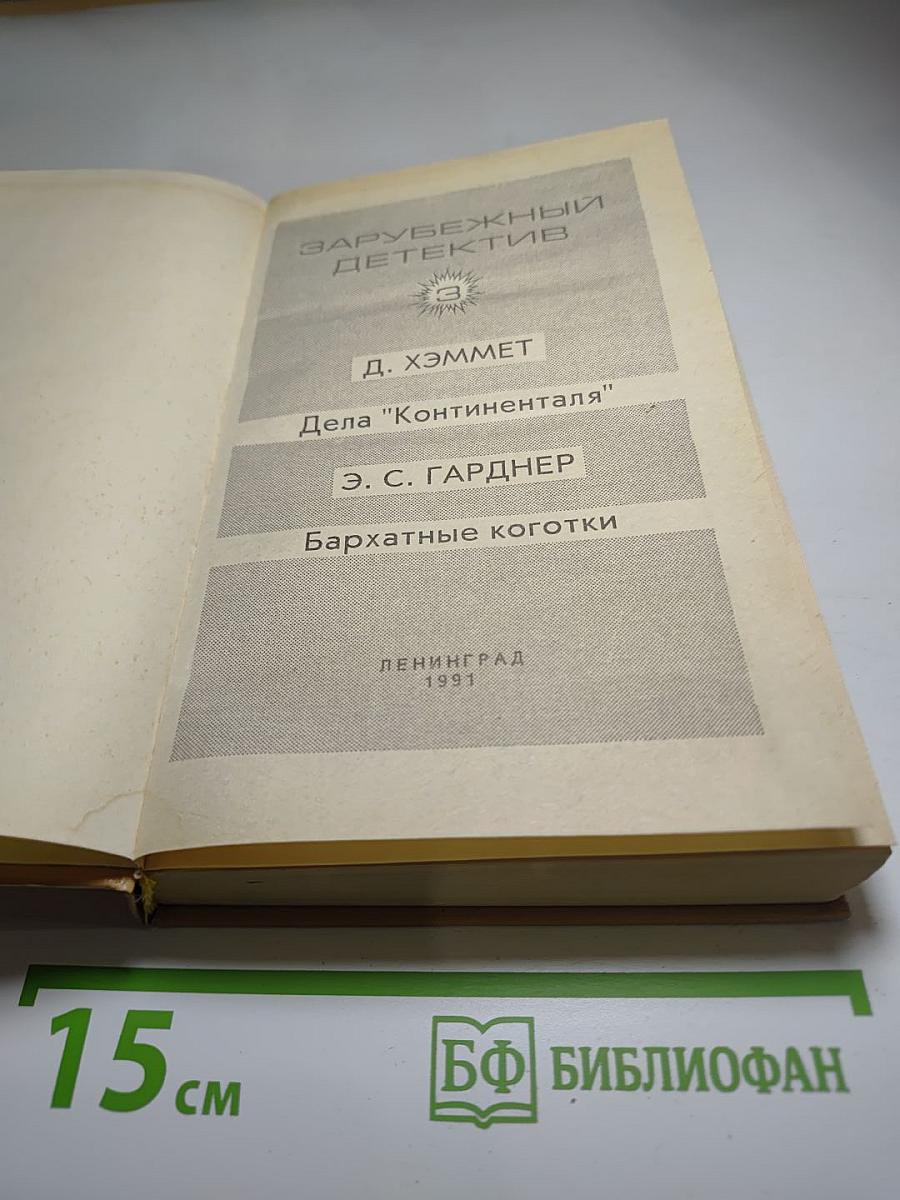 ЗАРУБЕЖНЫЙ
ДЕТЕКТИВ
3
Д. ХЭММЕТ
Дела "Континенталя"
Э. С. ГАРДНЕР
Бархатные коготки
ЛЕНИНГРАД
1991
15 см
БФ БИБЛИОФАН